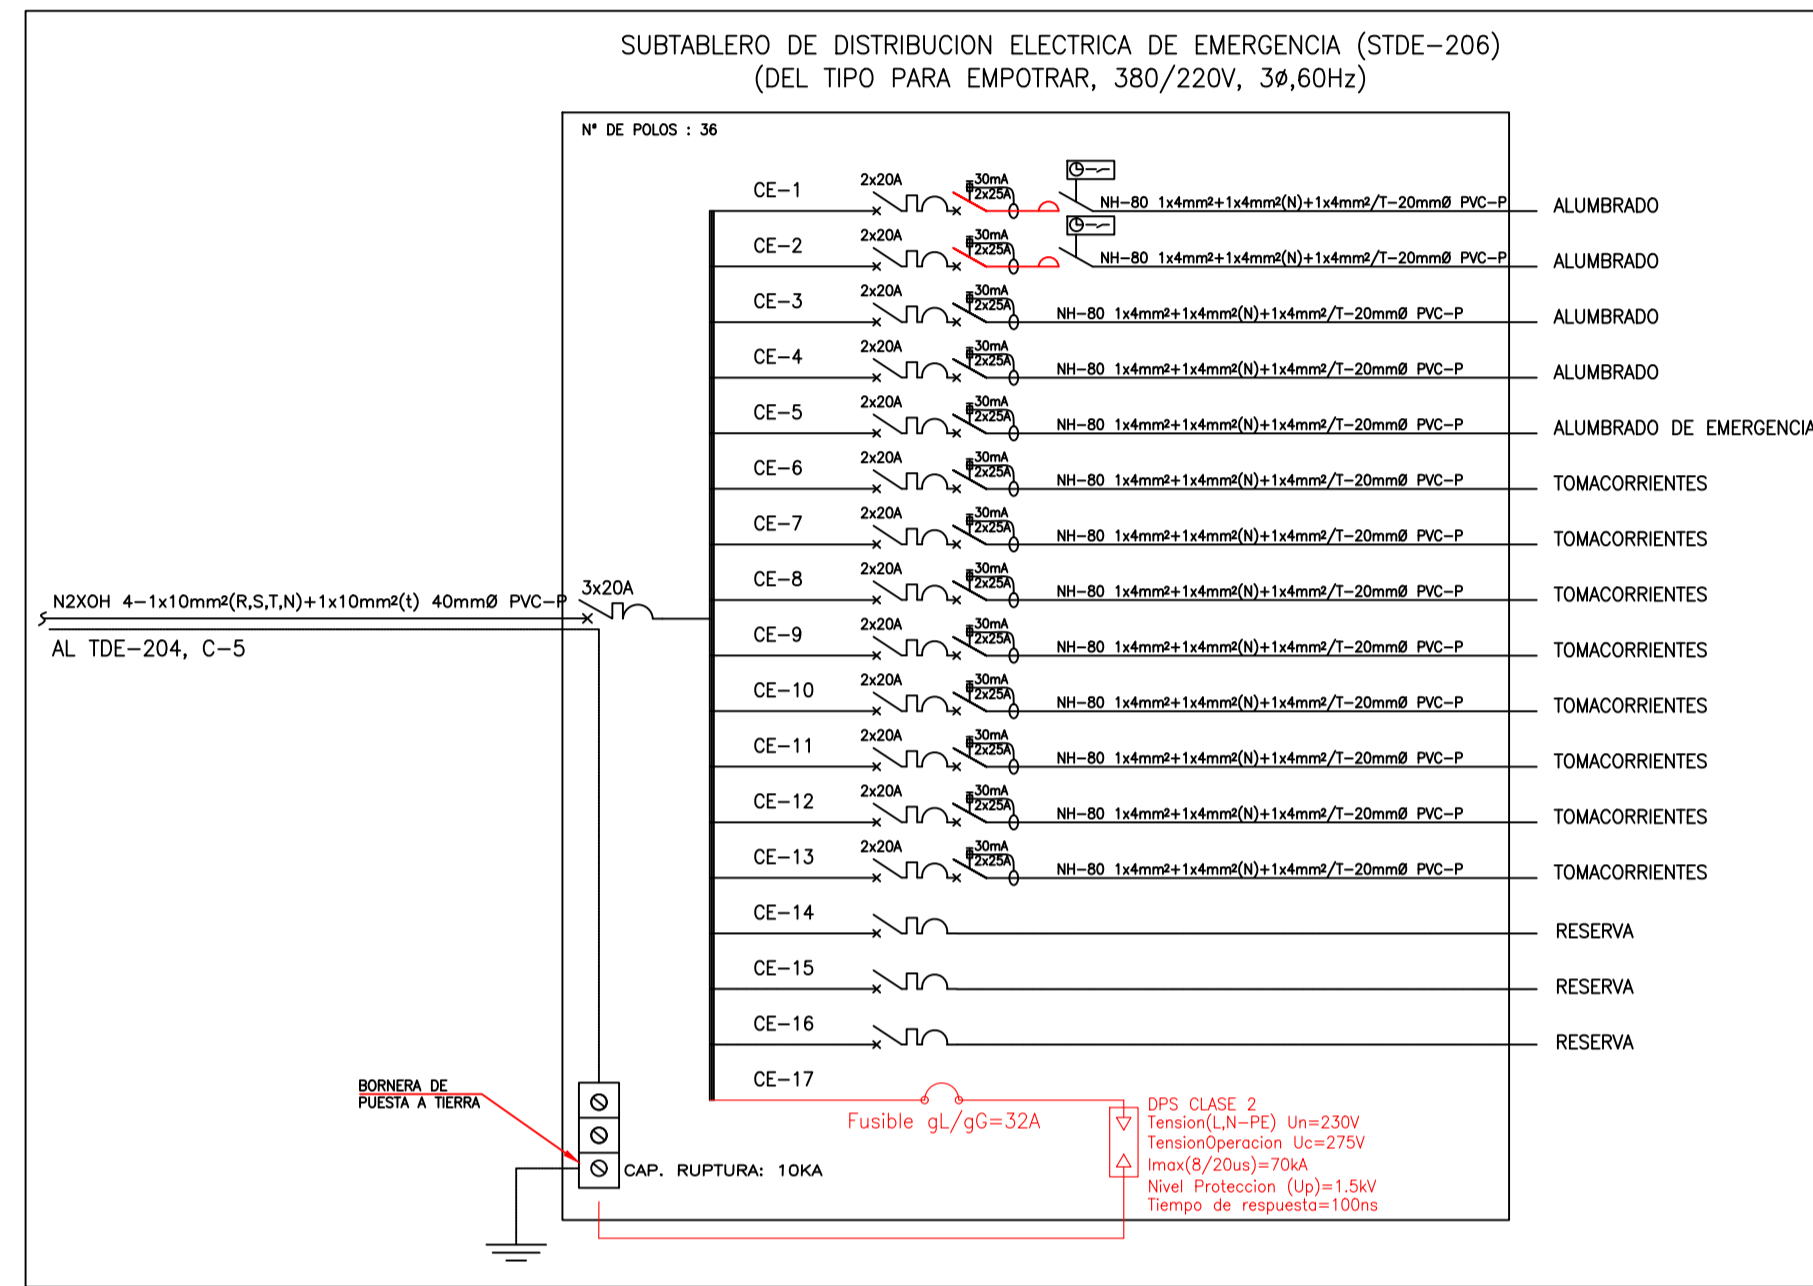 SUBTABLERO DE DISTRIBUCION ELECTRICA DE EMERGENCIA (STDE-206)
(DEL TIPO PARA EMPOTRAR, 380/220V, 3ø,60Hz)
N° DE POLOS : 36
CE-1 2x20A 30mA 2x25A NH-80 1x4mm²+1x4mm²(N)+1x4mm²/T-20mmØ PVC-P ALUMBRADO
CE-2 2x20A 30mA 2x25A NH-80 1x4mm²+1x4mm²(N)+1x4mm²/T-20mmØ PVC-P ALUMBRADO
CE-3 2x20A 30mA 2x25A NH-80 1x4mm²+1x4mm²(N)+1x4mm²/T-20mmØ PVC-P ALUMBRADO
CE-4 2x20A 30mA 2x25A NH-80 1x4mm²+1x4mm²(N)+1x4mm²/T-20mmØ PVC-P ALUMBRADO
CE-5 2x20A 30mA 2x25A NH-80 1x4mm²+1x4mm²(N)+1x4mm²/T-20mmØ PVC-P ALUMBRADO DE EMERGENCIA
CE-6 2x20A 30mA 2x25A NH-80 1x4mm²+1x4mm²(N)+1x4mm²/T-20mmØ PVC-P TOMACORRIENTES
CE-7 2x20A 30mA 2x25A NH-80 1x4mm²+1x4mm²(N)+1x4mm²/T-20mmØ PVC-P TOMACORRIENTES
CE-8 2x20A 30mA 2x25A NH-80 1x4mm²+1x4mm²(N)+1x4mm²/T-20mmØ PVC-P TOMACORRIENTES
N2XOH 4-1x10mm²(R,S,T,N)+1x10mm²(t) 40mmØ PVC-P 3x20A
AL TDE-204, C-5
CE-9 2x20A 30mA 2x25A NH-80 1x4mm²+1x4mm²(N)+1x4mm²/T-20mmØ PVC-P TOMACORRIENTES
CE-10 2x20A 30mA 2x25A NH-80 1x4mm²+1x4mm²(N)+1x4mm²/T-20mmØ PVC-P TOMACORRIENTES
CE-11 2x20A 30mA 2x25A NH-80 1x4mm²+1x4mm²(N)+1x4mm²/T-20mmØ PVC-P TOMACORRIENTES
CE-12 2x20A 30mA 2x25A NH-80 1x4mm²+1x4mm²(N)+1x4mm²/T-20mmØ PVC-P TOMACORRIENTES
CE-13 2x20A 30mA 2x25A NH-80 1x4mm²+1x4mm²(N)+1x4mm²/T-20mmØ PVC-P TOMACORRIENTES
CE-14 RESERVA
CE-15 RESERVA
CE-16 RESERVA
CE-17
BORNERA DE
PUESTA A TIERRA
Fusible gL/gG=32A
DPS CLASE 2
Tension(L,N-PE) Un=230V
TensionOperacion Uc=275V
Imax(8/20us)=70kA
Nivel Proteccion (Up)=1.5kV
Tiempo de respuesta=100ns
CAP. RUPTURA: 10KA